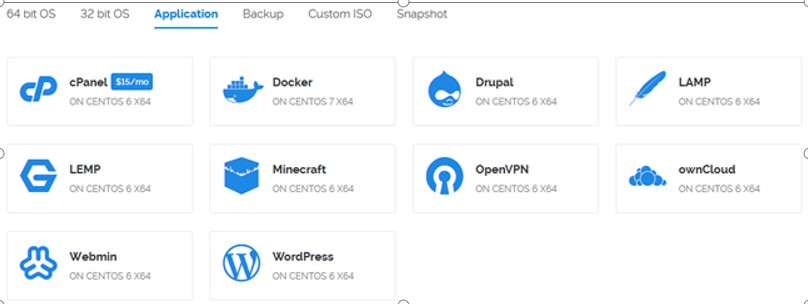 64 bit OS 32 bit OS Application Backup Custom ISO Snapshot
cPanel $15/mo
ON CENTOS 6 X64
Docker
ON CENTOS 7 X64
Drupal
ON CENTOS 6 X64
LAMP
ON CENTOS 6 X64
LEMP
ON CENTOS 6 X64
Minecraft
ON CENTOS 6 X64
OpenVPN
ON CENTOS 6 X64
ownCloud
ON CENTOS 6 X64
Webmin
ON CENTOS 6 X64
WordPress
ON CENTOS 6 X64